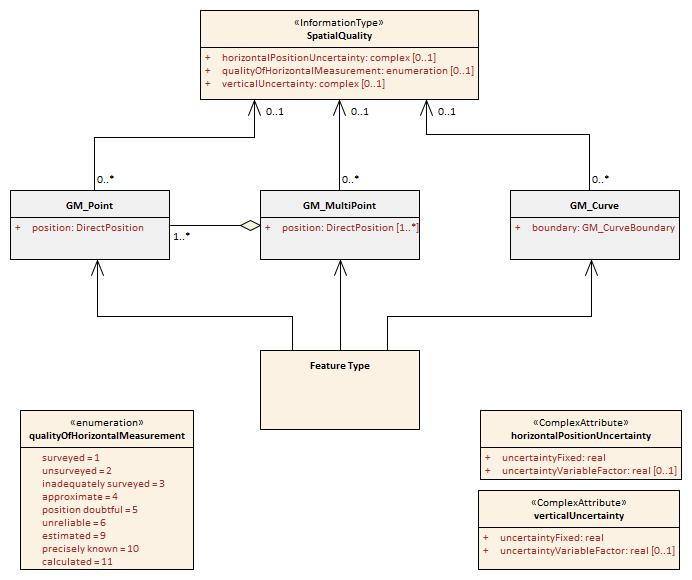 «InformationType»
SpatialQuality
+ horizontalPositionUncertainty: complex [0..1]
+ qualityOfHorizontalMeasurement: enumeration [0..1]
+ verticalUncertainty: complex [0..1]
0..1
0..1
0..1
0..*
0..*
0..*
GM_Point
+ position: DirectPosition
1..*
GM_MultiPoint
+ position: DirectPosition [1..*]
GM_Curve
+ boundary: GM_CurveBoundary
Feature Type
«enumeration»
qualityOfHorizontalMeasurement
surveyed = 1
unsurveyed = 2
inadequately surveyed = 3
approximate = 4
position doubtful = 5
unreliable = 6
estimated = 9
precisely known = 10
calculated = 11
«ComplexAttribute»
horizontalPositionUncertainty
+ uncertaintyFixed: real
+ uncertaintyVariableFactor: real [0..1]
«ComplexAttribute»
verticalUncertainty
+ uncertaintyFixed: real
+ uncertaintyVariableFactor: real [0..1]